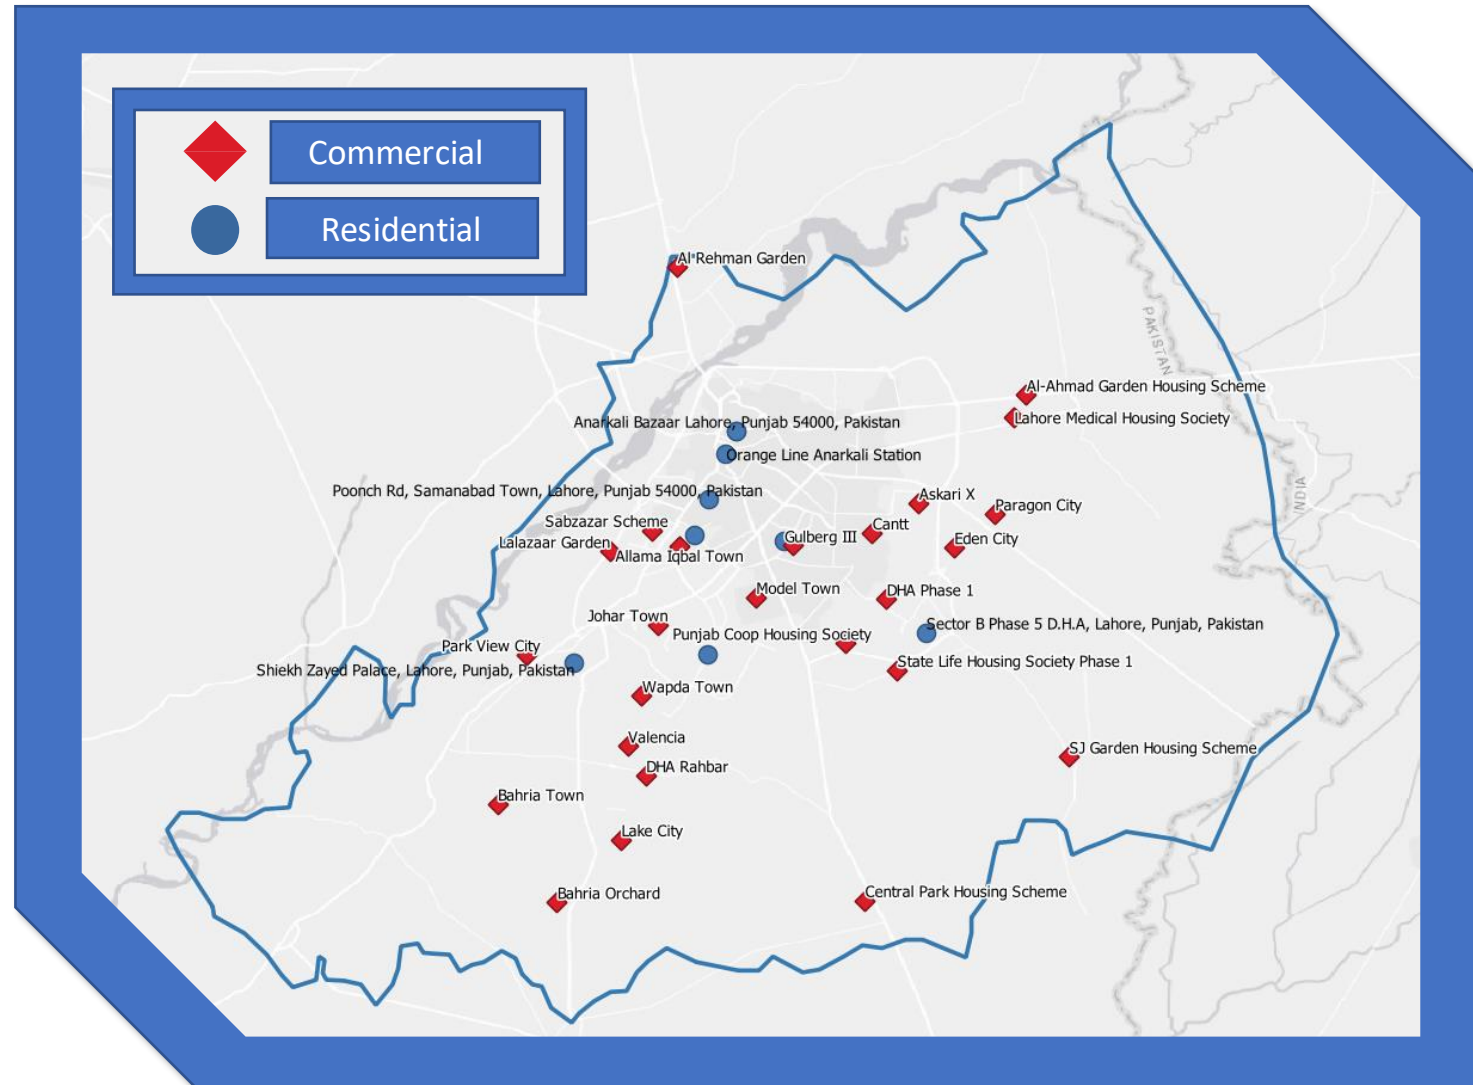 Commercial
Residential
Al Rehman Garden
PAKISTAN
Al-Ahmad Garden Housing Scheme
Lahore Medical Housing Society
Anarkali Bazaar Lahore, Punjab 54000, Pakistan
Orange Line Anarkali Station
INDIA
Poonch Rd, Samanabad Town, Lahore, Punjab 54000, Pakistan
Askari X
Paragon City
Sabzazar Scheme
Cantt
Lalazaar Garden
Gulberg III
Eden City
Allama Iqbal Town
Model Town
DHA Phase 1
Johar Town
Sector B Phase 5 D.H.A, Lahore, Punjab, Pakistan
Punjab Coop Housing Society
Park View City
State Life Housing Society Phase 1
Shiekh Zayed Palace, Lahore, Punjab, Pakistan
Wapda Town
Valencia
SJ Garden Housing Scheme
DHA Rahbar
Bahria Town
Lake City
Bahria Orchard
Central Park Housing Scheme